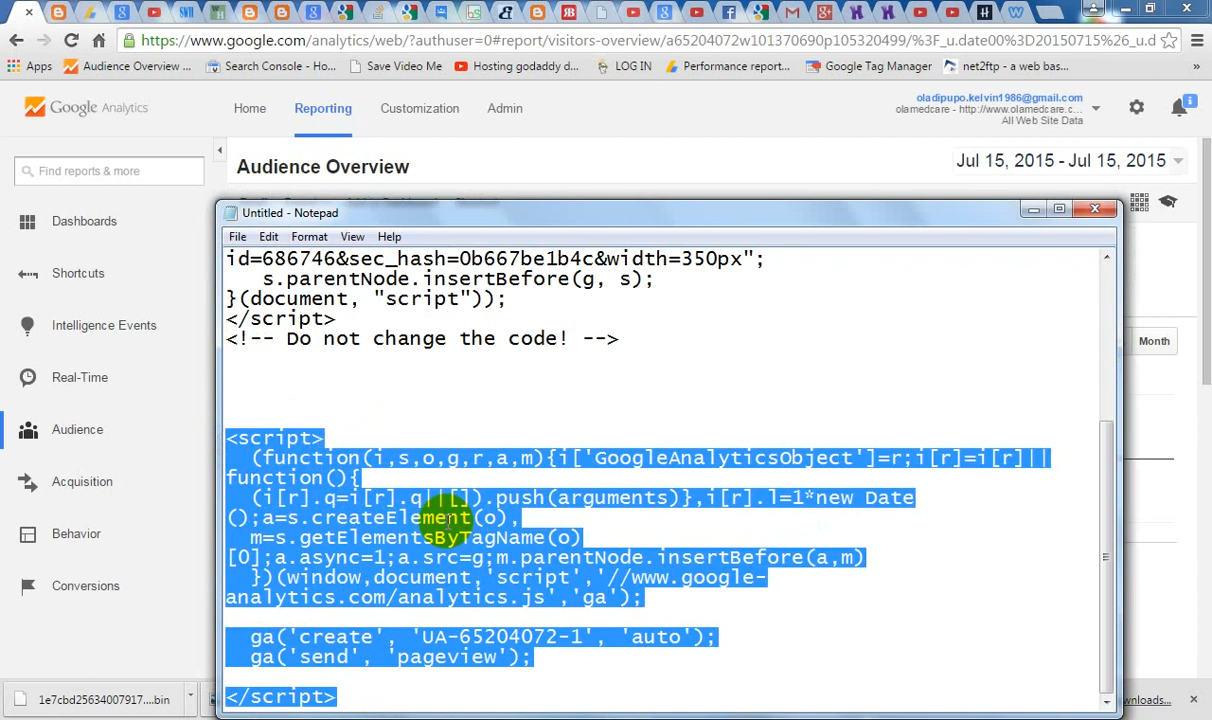 https://www.google.com/analytics/web/?authuser=0#report/visitors-overview/a65204072w101370690p105320499/%3F_u.date00%3D20150715%26_u.d
Apps
Audience Overview ...
Search Console - Ho...
Save Video Me
Hosting godaddy d...
LOG IN
Performance report...
Google Tag Manager
net2ftp - a web bas...
»
Google Analytics
Home
Reporting
Customization
Admin
oladipupo.kelvin1986@gmail.com
olamedcare - http://www.olamedcare.c...
All Web Site Data
Find reports & more
Audience Overview
Jul 15, 2015 - Jul 15, 2015
Dashboards
Shortcuts
Intelligence Events
Real-Time
Audience
Acquisition
Behavior
Conversions
Month
Untitled - Notepad
File Edit Format View Help
id=686746&sec_hash=0b667be1b4c&width=350px";
s.parentNode.insertBefore(g, s);
}(document, "script"));
</script>
<!-- Do not change the code! -->
<script>
(function(i,s,o,g,r,a,m){i['GoogleAnalyticsObject']=r;i[r]=i[r]||
function(){
(i[r].q=i[r].q||[]).push(arguments)},i[r].l=1*new Date
();a=s.createElement(o),
m=s.getElementsByTagName(o)
[0];a.async=1;a.src=g;m.parentNode.insertBefore(a,m)
})(window,document,'script','//www.google-
analytics.com/analytics.js','ga');
ga('create', 'UA-65204072-1', 'auto');
ga('send', 'pageview');
</script>
1e7cbd25634007917....bin
wnloads...